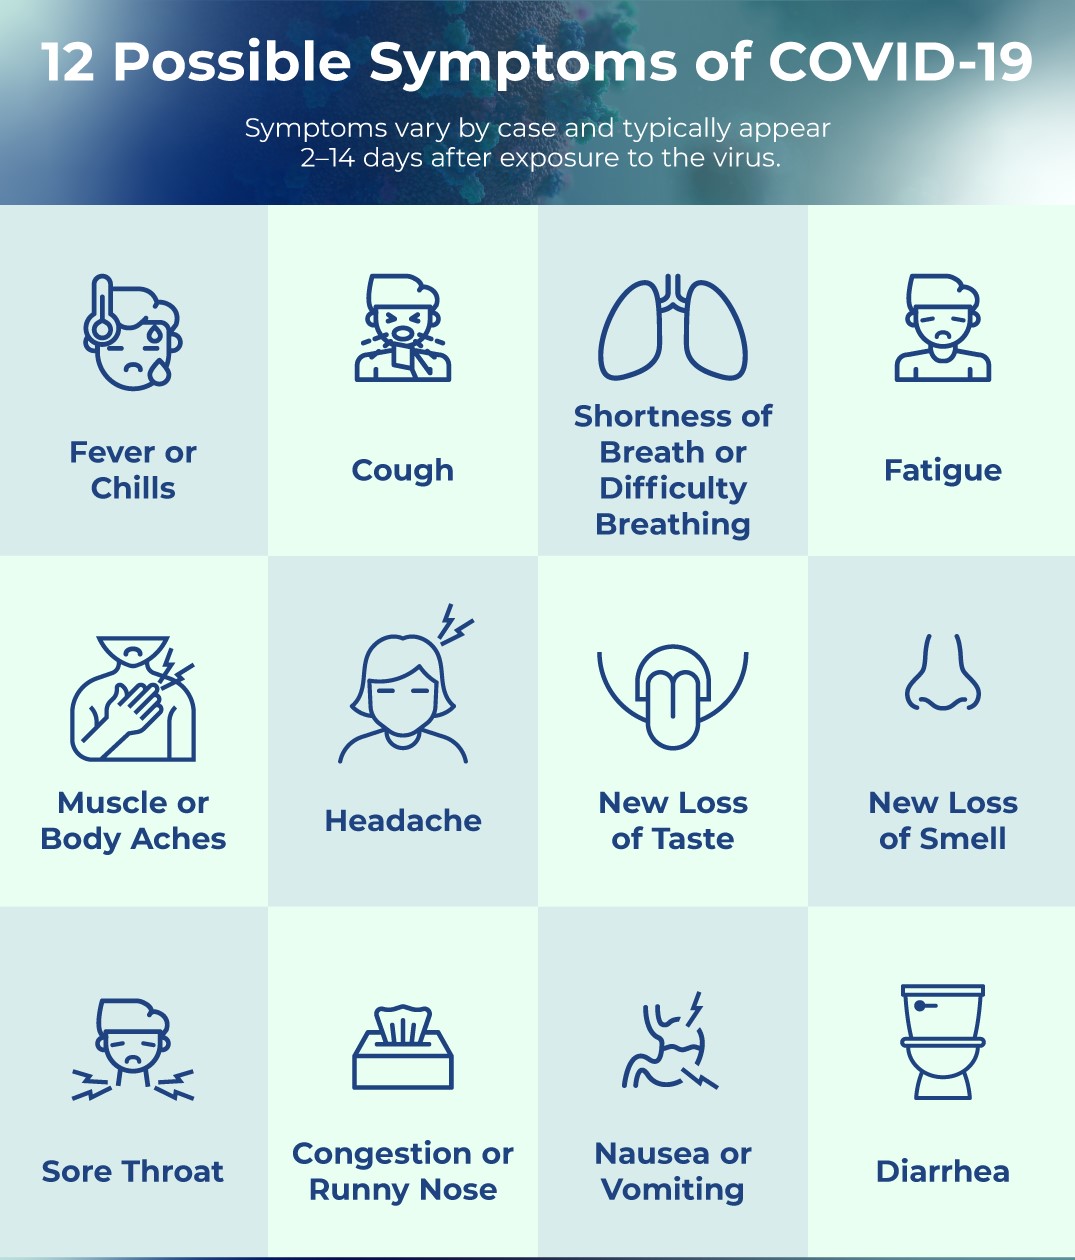 12 Possible Symptoms of COVID-19
Symptoms vary by case and typically appear
2–14 days after exposure to the virus.
Fever or
Chills
Cough
Shortness of
Breath or
Difficulty
Breathing
Fatigue
Muscle or
Body Aches
Headache
New Loss
of Taste
New Loss
of Smell
Sore Throat
Congestion or
Runny Nose
Nausea or
Vomiting
Diarrhea